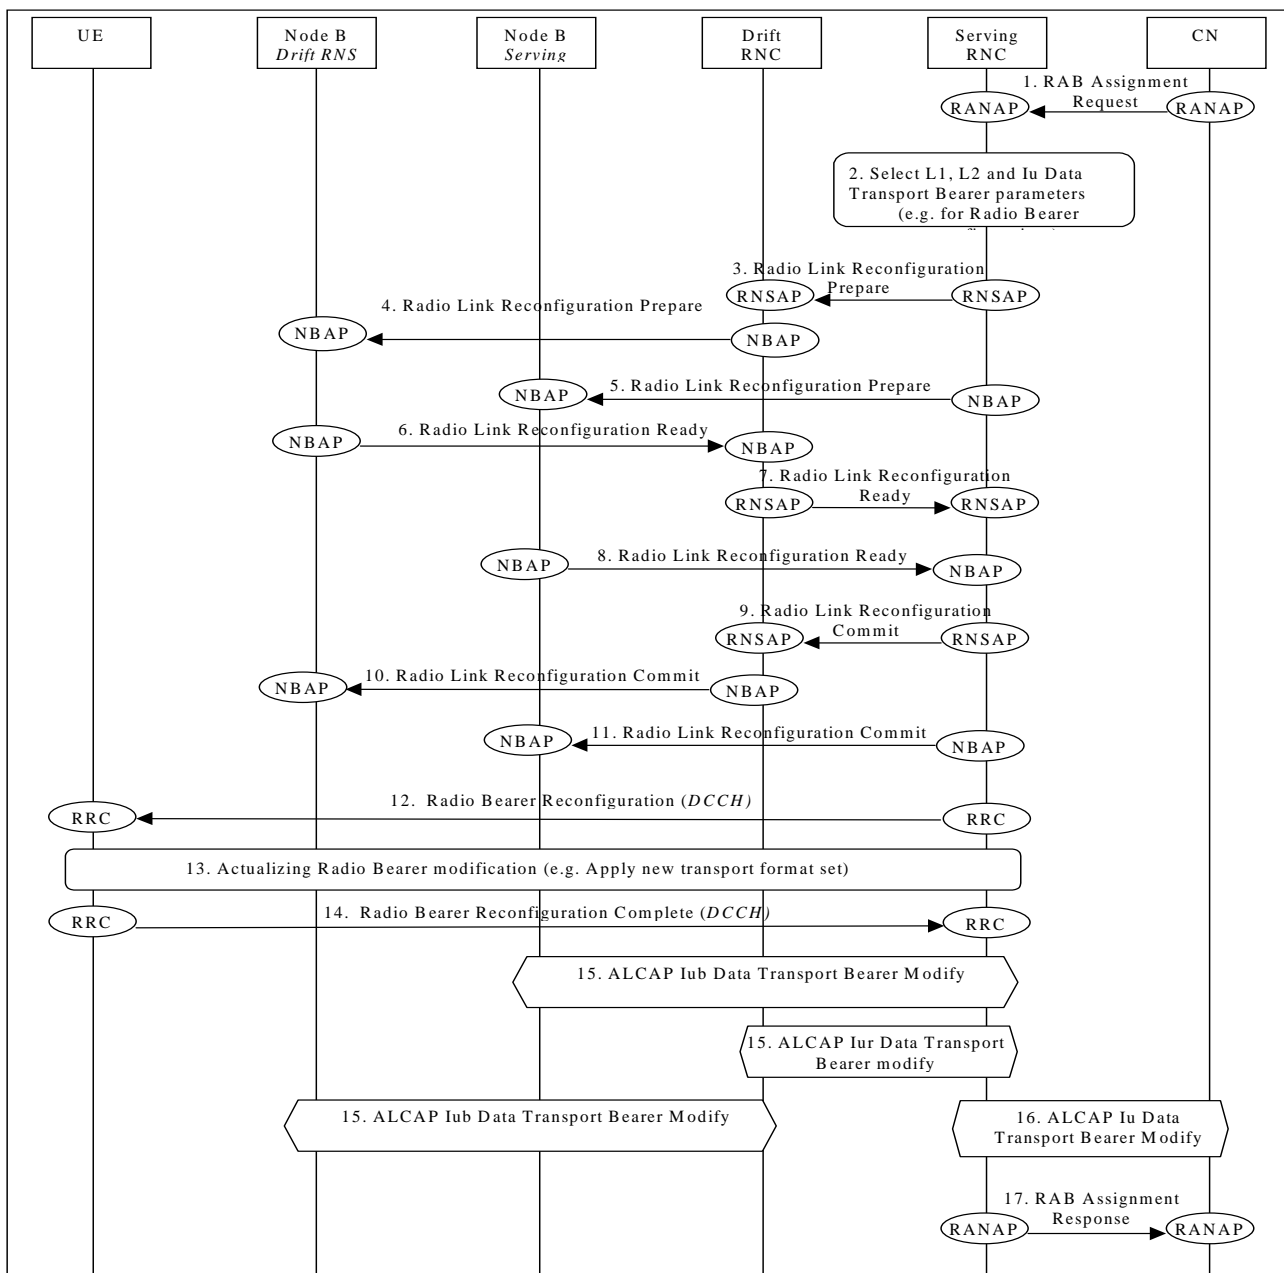 UE
Node B
Drift RNS
Node B
Serving
Drift
RNC
Serving
RNC
CN
1. RAB Assignment
Request
RANAP
RANAP
2. Select L1, L2 and Iu Data
Transport Bearer parameters
(e.g. for Radio Bearer
3. Radio Link Reconfiguration
Prepare
RNSAP
RNSAP
4. Radio Link Reconfiguration Prepare
NBAP
NBAP
5. Radio Link Reconfiguration Prepare
NBAP
NBAP
6. Radio Link Reconfiguration Ready
NBAP
NBAP
7. Radio Link Reconfiguration
Ready
RNSAP
RNSAP
8. Radio Link Reconfiguration Ready
NBAP
NBAP
9. Radio Link Reconfiguration
Commit
RNSAP
RNSAP
10. Radio Link Reconfiguration Commit
NBAP
NBAP
11. Radio Link Reconfiguration Commit
NBAP
NBAP
12. Radio Bearer Reconfiguration (DCCH)
RRC
RRC
13. Actualizing Radio Bearer modification (e.g. Apply new transport format set)
14. Radio Bearer Reconfiguration Complete (DCCH)
RRC
RRC
15. ALCAP Iub Data Transport Bearer Modify
15. ALCAP Iur Data Transport
Bearer modify
15. ALCAP Iub Data Transport Bearer Modify
16. ALCAP Iu Data
Transport Bearer Modify
17. RAB Assignment
Response
RANAP
RANAP